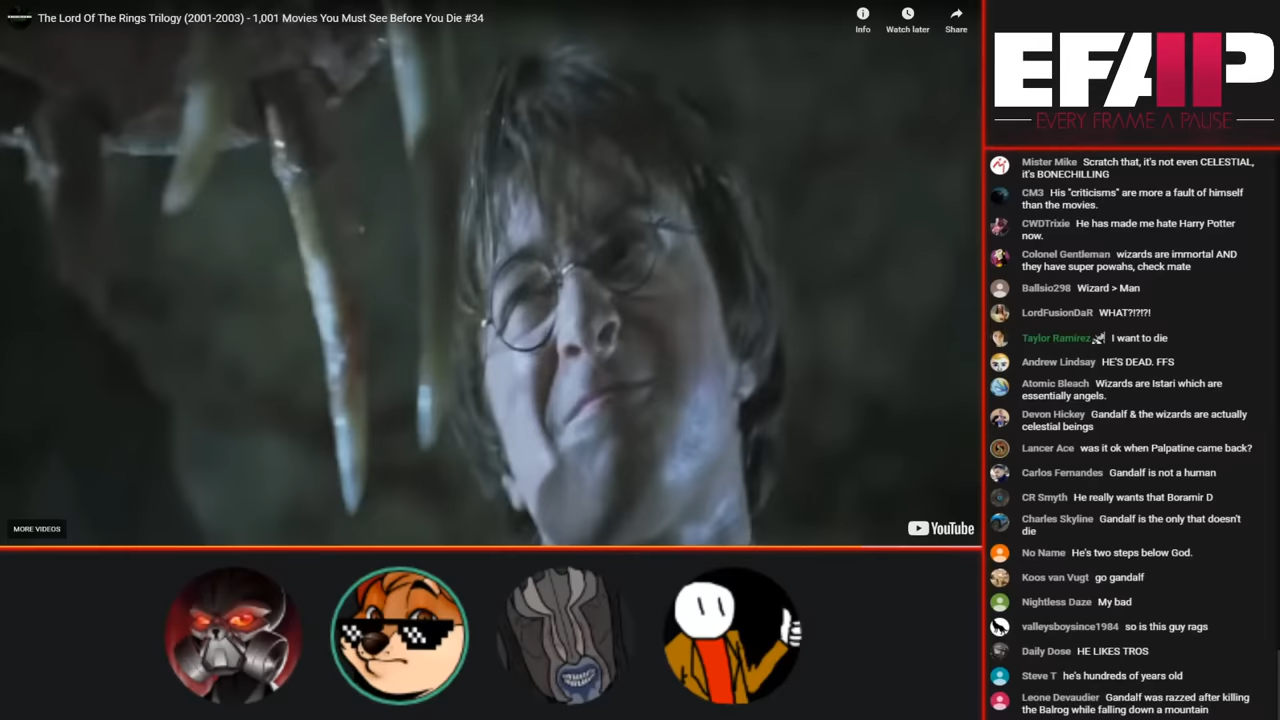 The Lord Of The Rings Trilogy (2001-2003) - 1,001 Movies You Must See Before You Die #34
Info
Watch later
Share
MORE VIDEOS
YouTube
EFAP
EVERY FRAME A PAUSE
Mister Mike Scratch that, it's not even CELESTIAL,
it's BONECHILLING
CM3 His "criticisms" are more a fault of himself
than the movies.
CWDTrixie He has made me hate Harry Potter
now.
Colonel Gentleman wizards are immortal AND
they have super powahs, check mate
Ballsio298 Wizard > Man
LordFusionDaR WHAT?!?!?!
Taylor Ramirez I want to die
Andrew Lindsay HE'S DEAD. FFS
Atomic Bleach Wizards are Istari which are
essentially angels.
Devon Hickey Gandalf & the wizards are actually
celestial beings
Lancer Ace was it ok when Palpatine came back?
Carlos Fernandes Gandalf is not a human
CR Smyth He really wants that Boramir D
Charles Skyline Gandalf is the only that doesn't
die
No Name He's two steps below God.
Koos van Vugt go gandalf
Nightless Daze My bad
valleysboysince1984 so is this guy rags
Daily Dose HE LIKES TROS
Steve T he's hundreds of years old
Leone Devaudier Gandalf was razzed after killing
the Balrog while falling down a mountain